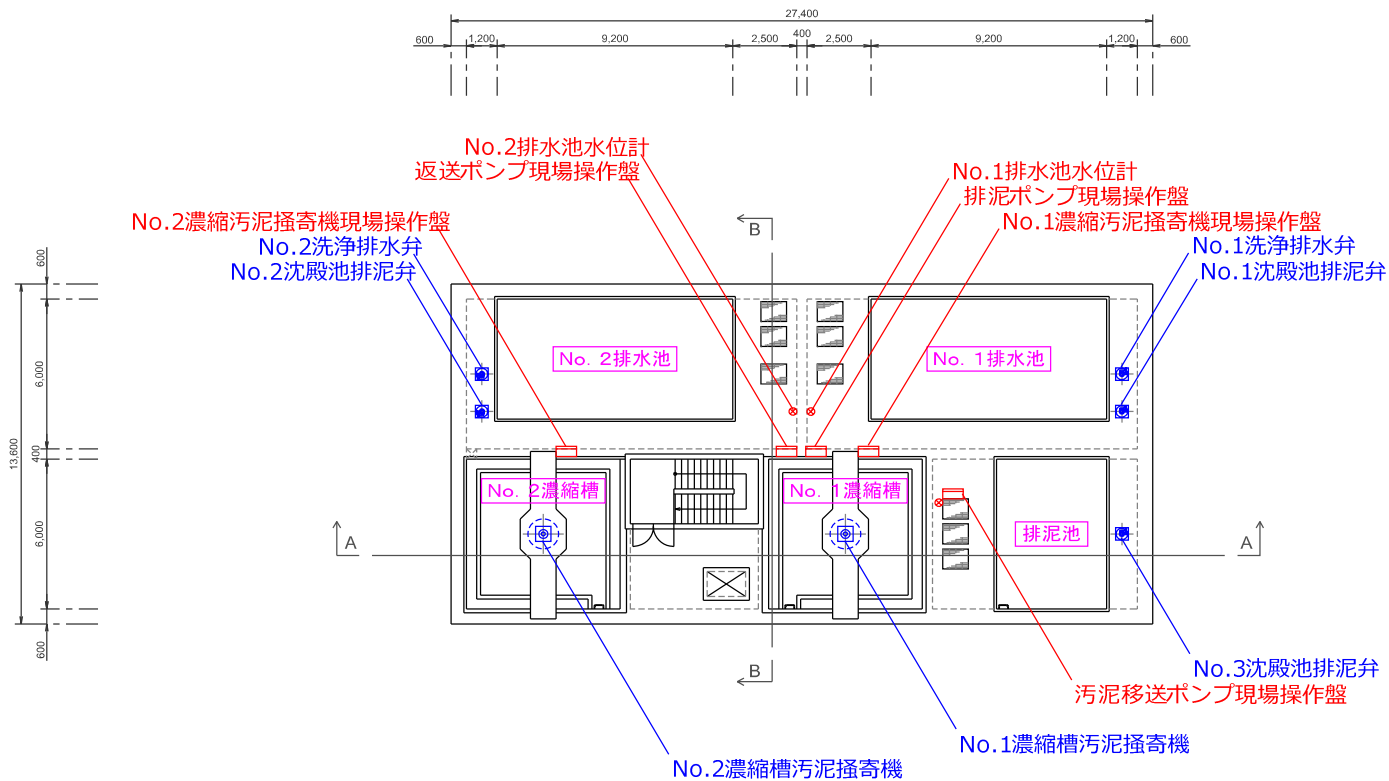 27,400
600
1,200
9,200
2,500
400
2,500
9,200
1,200
600
No.2排水池水位計
返送ポンプ現場操作盤
No.1排水池水位計
排泥ポンプ現場操作盤
No.2濃縮汚泥掻寄機現場操作盤
No.1濃縮汚泥掻寄機現場操作盤
B
No.2洗浄排水弁
No.1洗浄排水弁
No.2沈殿池排泥弁
No.1沈殿池排泥弁
600
6,000
13,600
400
6,000
600
No. 2排水池
No. 1排水池
No. 2濃縮槽
No. 1濃縮槽
排泥池
A
A
B
No.3沈殿池排泥弁
汚泥移送ポンプ現場操作盤
No.1濃縮槽汚泥掻寄機
No.2濃縮槽汚泥掻寄機